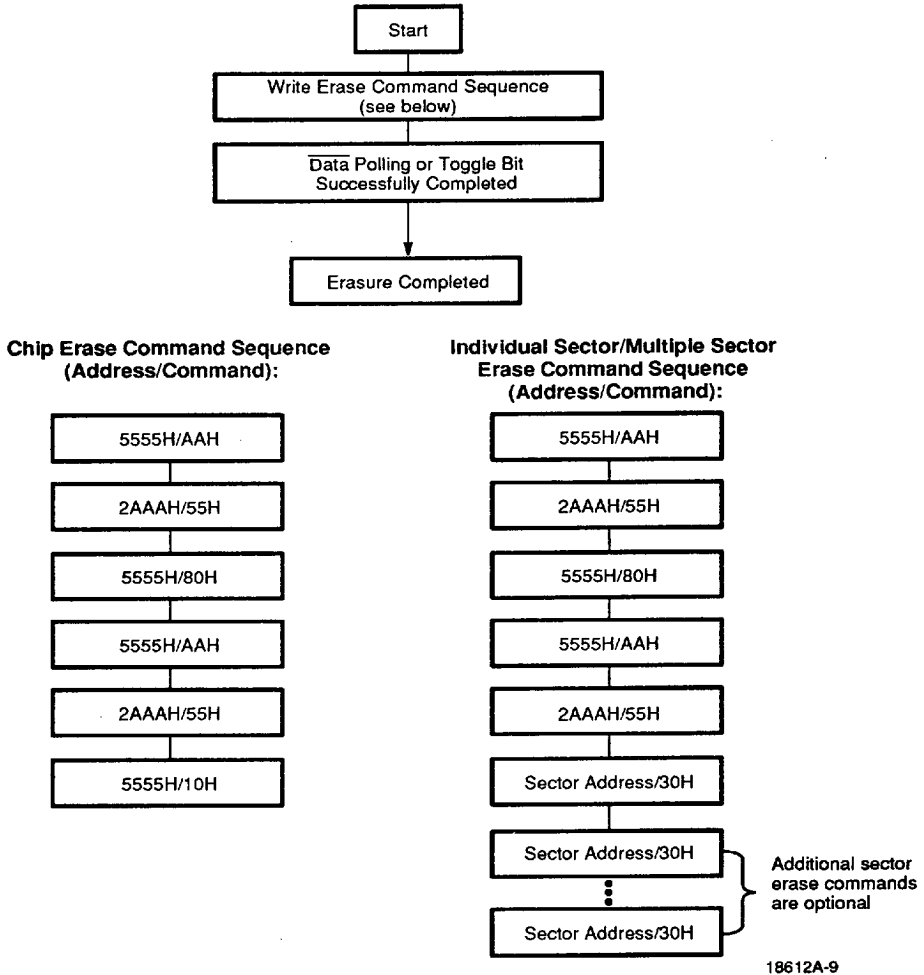 Start
Write Erase Command Sequence
(see below)
Data Polling or Toggle Bit
Successfully Completed
Erasure Completed
Chip Erase Command Sequence
(Address/Command):
5555H/AAH
2AAAH/55H
5555H/80H
5555H/AAH
2AAAH/55H
5555H/10H
Individual Sector/Multiple Sector
Erase Command Sequence
(Address/Command):
5555H/AAH
2AAAH/55H
5555H/80H
5555H/AAH
2AAAH/55H
Sector Address/30H
Sector Address/30H
Sector Address/30H
Additional sector
erase commands
are optional
18612A-9